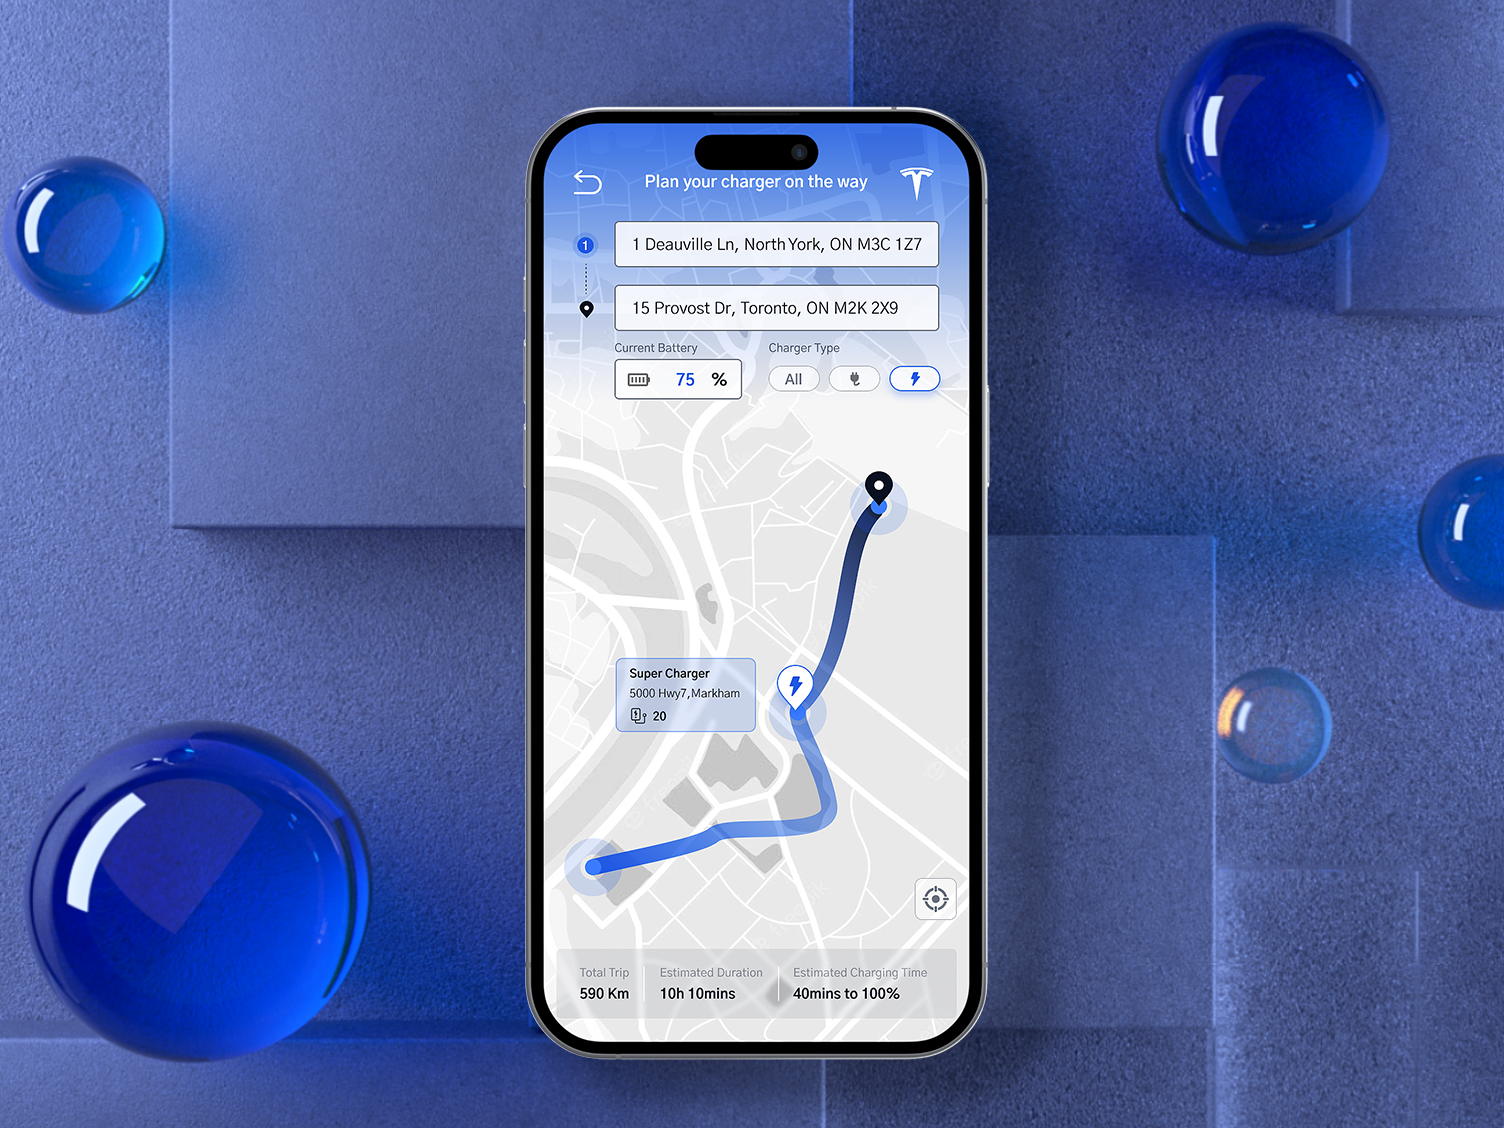 Plan your charger on the way
1
1 Deauville Ln, North York, ON M3C 1Z7
15 Provost Dr, Toronto, ON M2K 2X9
Current Battery
Charger Type
75 %
All
Super Charger
5000 Hwy7,Markham
20
Total Trip
Estimated Duration
Estimated Charging Time
590 Km
10h 10mins
40mins to 100%